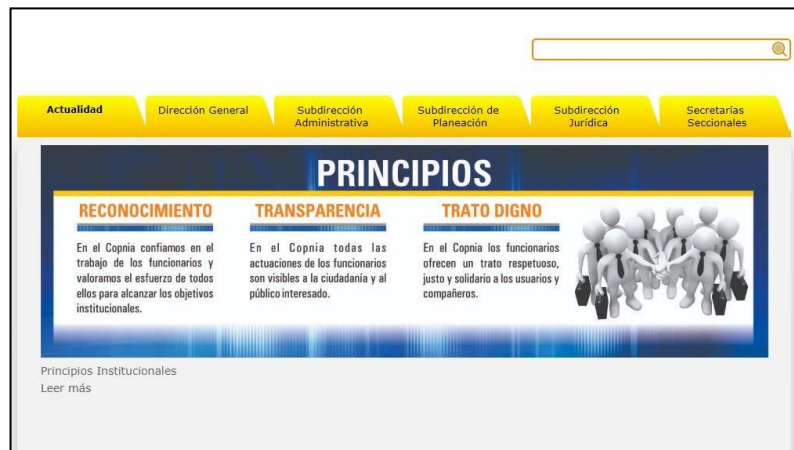 Actualidad
Dirección General
Subdirección
Administrativa
Subdirección de
Planeación
Subdirección
Jurídica
Secretarías
Seccionales
PRINCIPIOS
RECONOCIMIENTO
En el Copnia confiamos en el
trabajo de los funcionarios y
valoramos el esfuerzo de todos
ellos para alcanzar los objetivos
institucionales.
TRANSPARENCIA
En el Copnia todas las
actuaciones de los funcionarios
son visibles a la ciudadanía y al
público interesado.
TRATO DIGNO
En el Copnia los funcionarios
ofrecen un trato respetuoso,
justo y solidario a los usuarios y
compañeros.
Principios Institucionales
Leer más